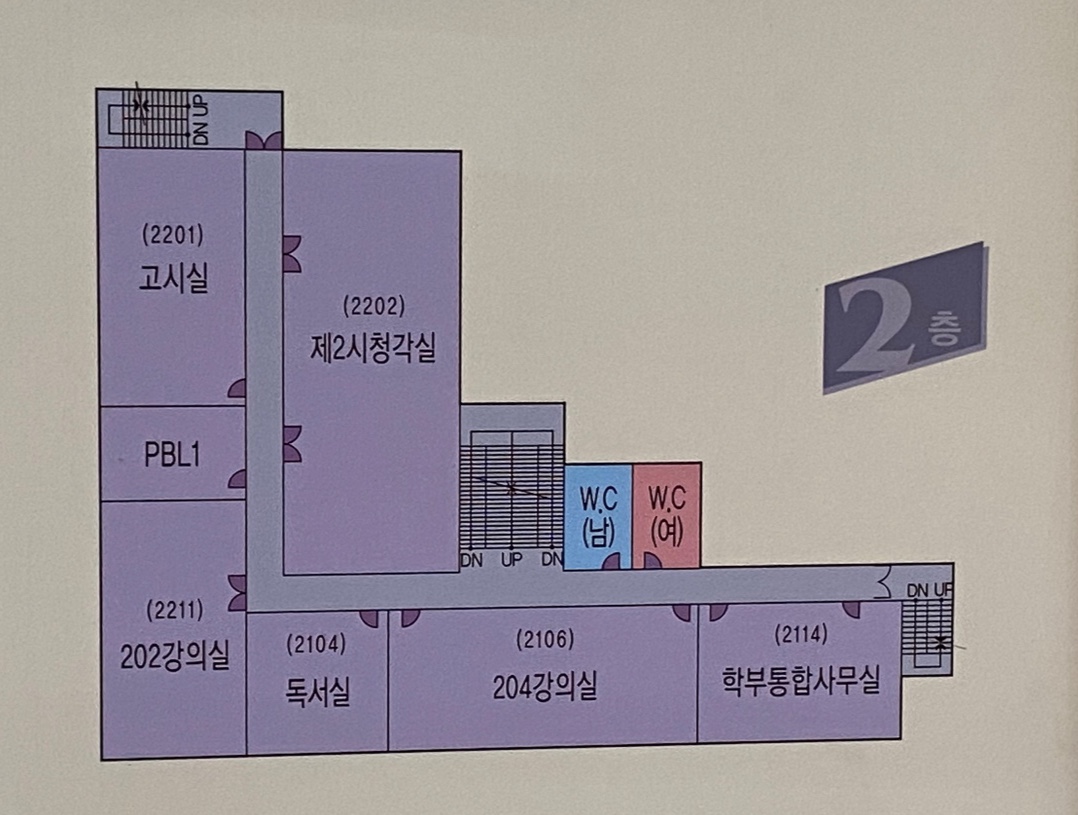 DN UP
(2201)
고시실
(2202)
제2시청각실
2층
PBL1
W.C
(남)
W.C
(여)
DN UP DN
DN UP
(2211)
202강의실
(2104)
독서실
(2106)
204강의실
(2114)
학부통합사무실